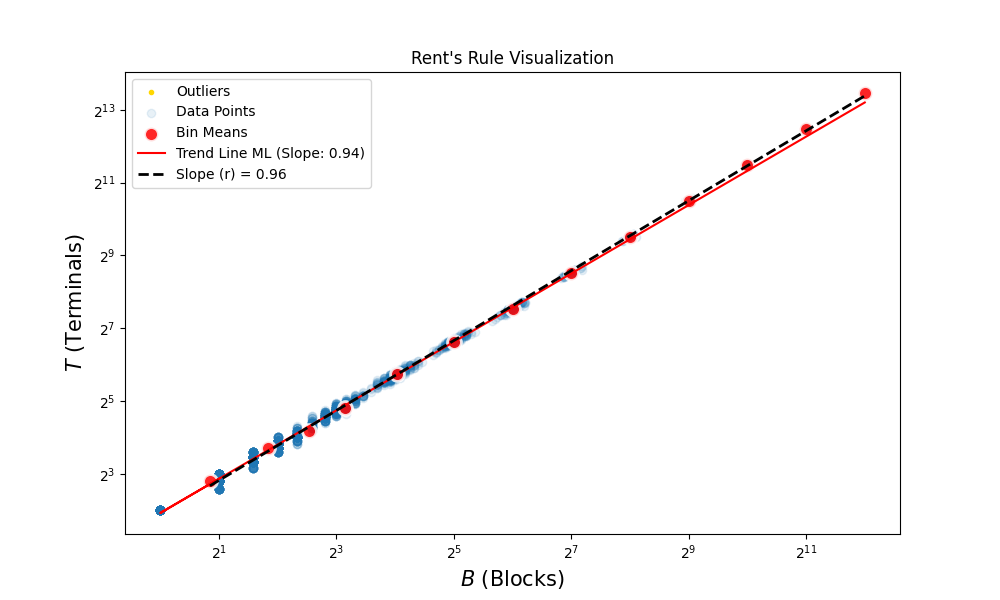 Rent's Rule Visualization
Outliers
Data Points
Bin Means
Trend Line ML (Slope: 0.94)
Slope (r) = 0.96
2^13
2^11
2^9
2^7
2^5
2^3
T (Terminals)
2^1
2^3
2^5
2^7
2^9
2^11
B (Blocks)